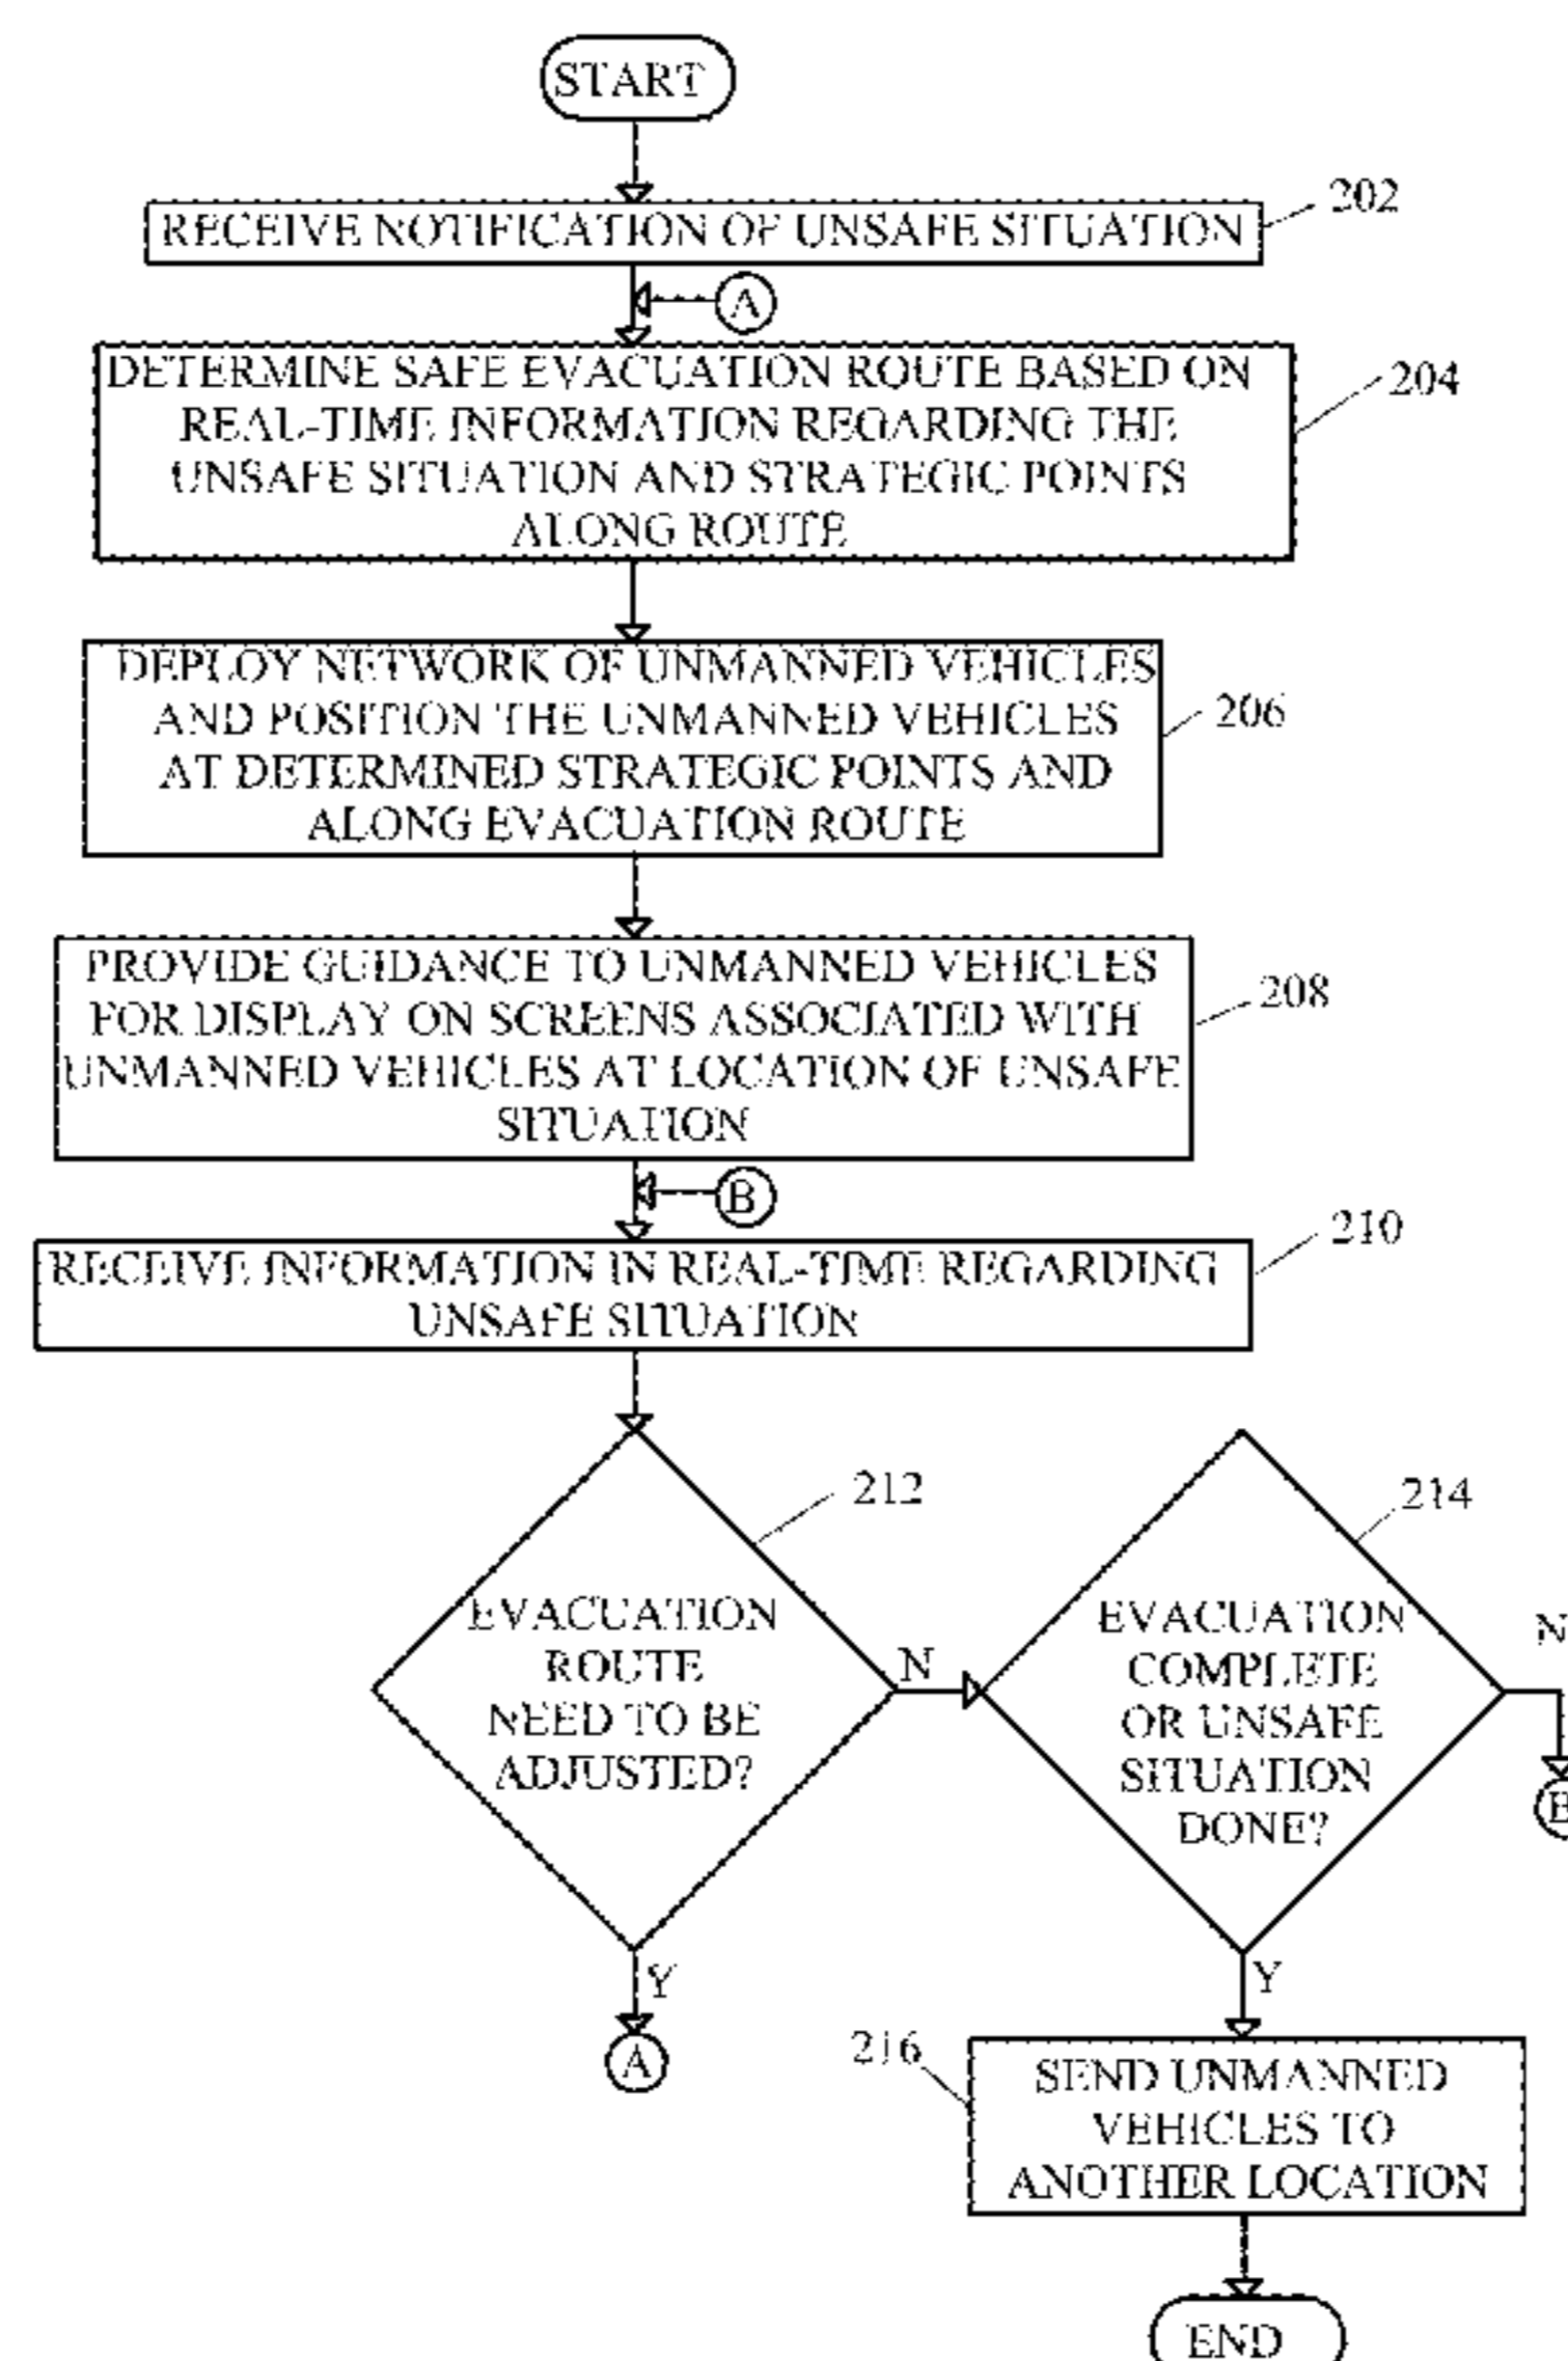 START
RECEIVE NOTIFICATION OF UNSAFE SITUATION
202
A
DETERMINE SAFE EVACUATION ROUTE BASED ON
REAL-TIME INFORMATION REGARDING THE
UNSAFE SITUATION AND STRATEGIC POINTS
ALONG ROUTE
204
DEPLOY NETWORK OF UNMANNED VEHICLES
AND POSITION THE UNMANNED VEHICLES
AT DETERMINED STRATEGIC POINTS AND
ALONG EVACUATION ROUTE
206
PROVIDE GUIDANCE TO UNMANNED VEHICLES
FOR DISPLAY ON SCREENS ASSOCIATED WITH
UNMANNED VEHICLES AT LOCATION OF UNSAFE
SITUATION
208
B
RECEIVE INFORMATION IN REAL-TIME REGARDING
UNSAFE SITUATION
210
212
EVACUATION
ROUTE
NEED TO BE
ADJUSTED?
N
Y
A
214
EVACUATION
COMPLETE
OR UNSAFE
SITUATION
DONE?
N
B
Y
216
SEND UNMANNED
VEHICLES TO
ANOTHER LOCATION
END